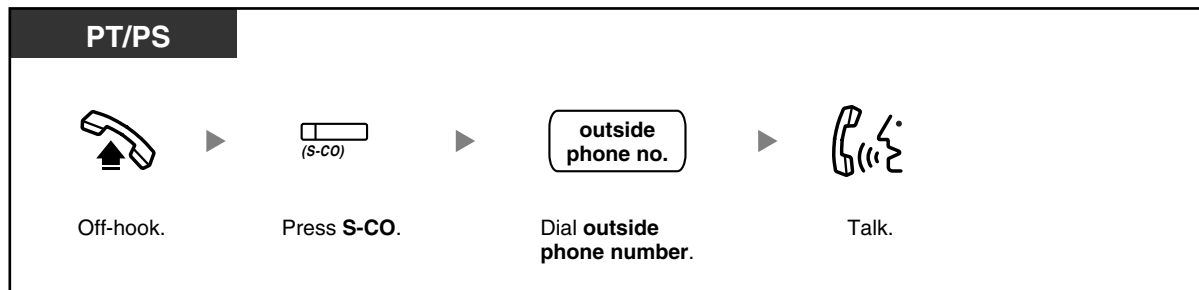 PT/PS
(S-CO)
outside
phone no.
Off-hook.
Press S-CO.
Dial outside
phone number.
Talk.